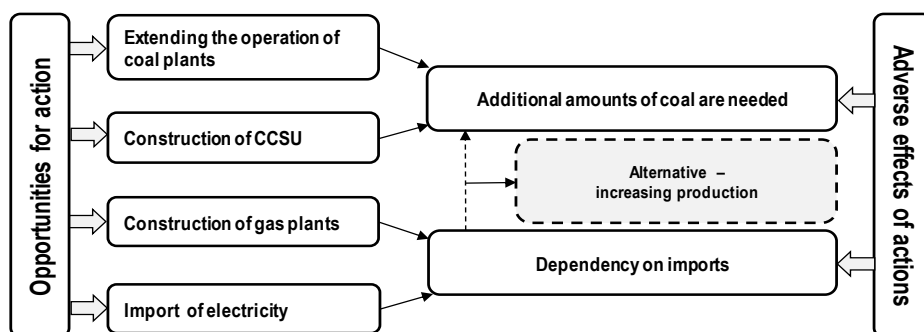 Opportunities for action
Extending the operation of
coal plants
Construction of CCSU
Construction of gas plants
Import of electricity
Additional amounts of coal are needed
Alternative –
increasing production
Dependency on imports
Adverse effects of actions